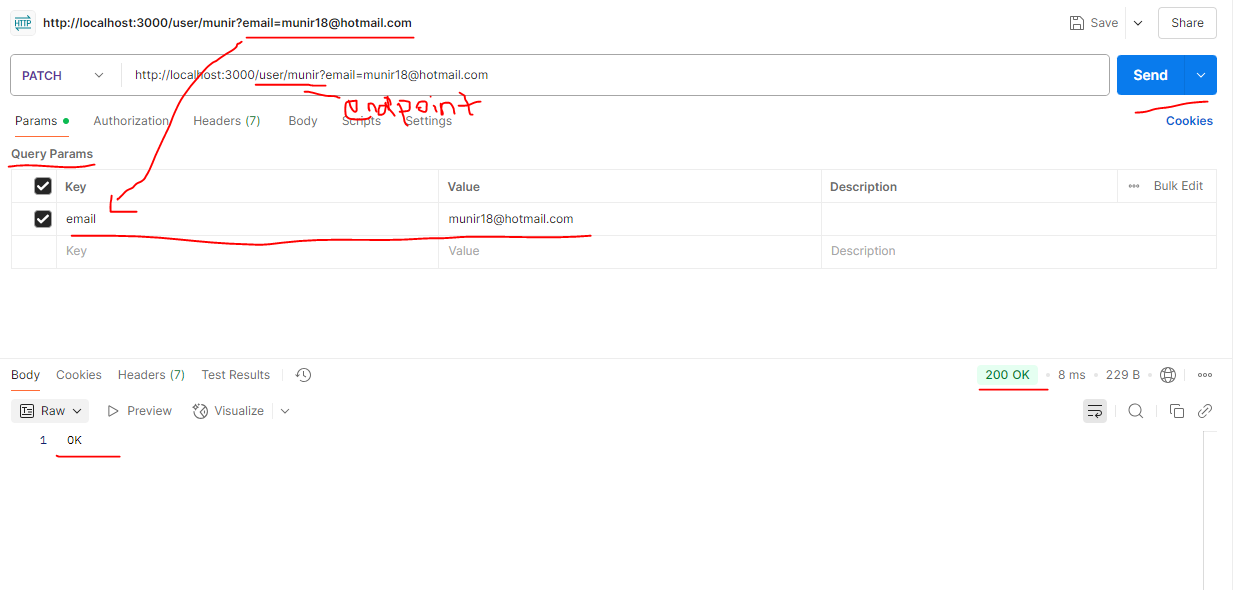 HTTP http://localhost:3000/user/munir?email=munir18@hotmail.com Save Share
PATCH http://localhost:3000/user/munir?email=munir18@hotmail.com Send
endpoint
Params Authorization Headers (7) Body Scripts Settings Cookies
Query Params
Key Value Description Bulk Edit
email munir18@hotmail.com
Key Value Description
Body Cookies Headers (7) Test Results 200 OK 8 ms 229 B
Raw Preview Visualize
1 OK